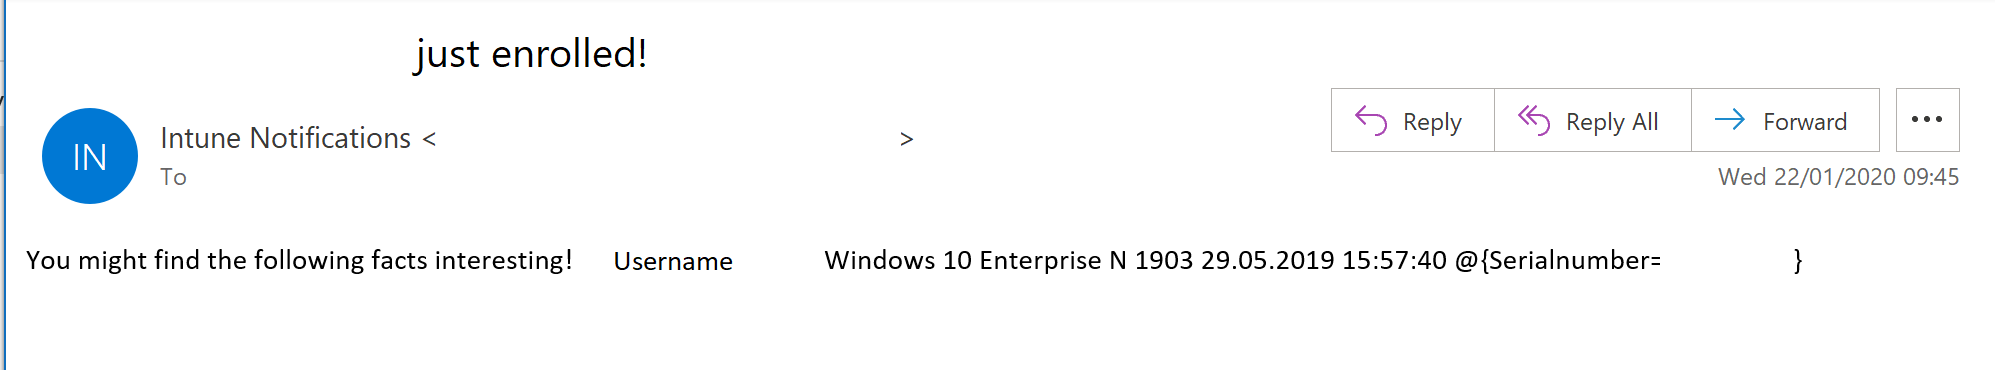 just enrolled!
IN
Intune Notifications < >
To
Reply
Reply All
Forward
...
Wed 22/01/2020 09:45
You might find the following facts interesting! Username Windows 10 Enterprise N 1903 29.05.2019 15:57:40 @{Serialnumber= }